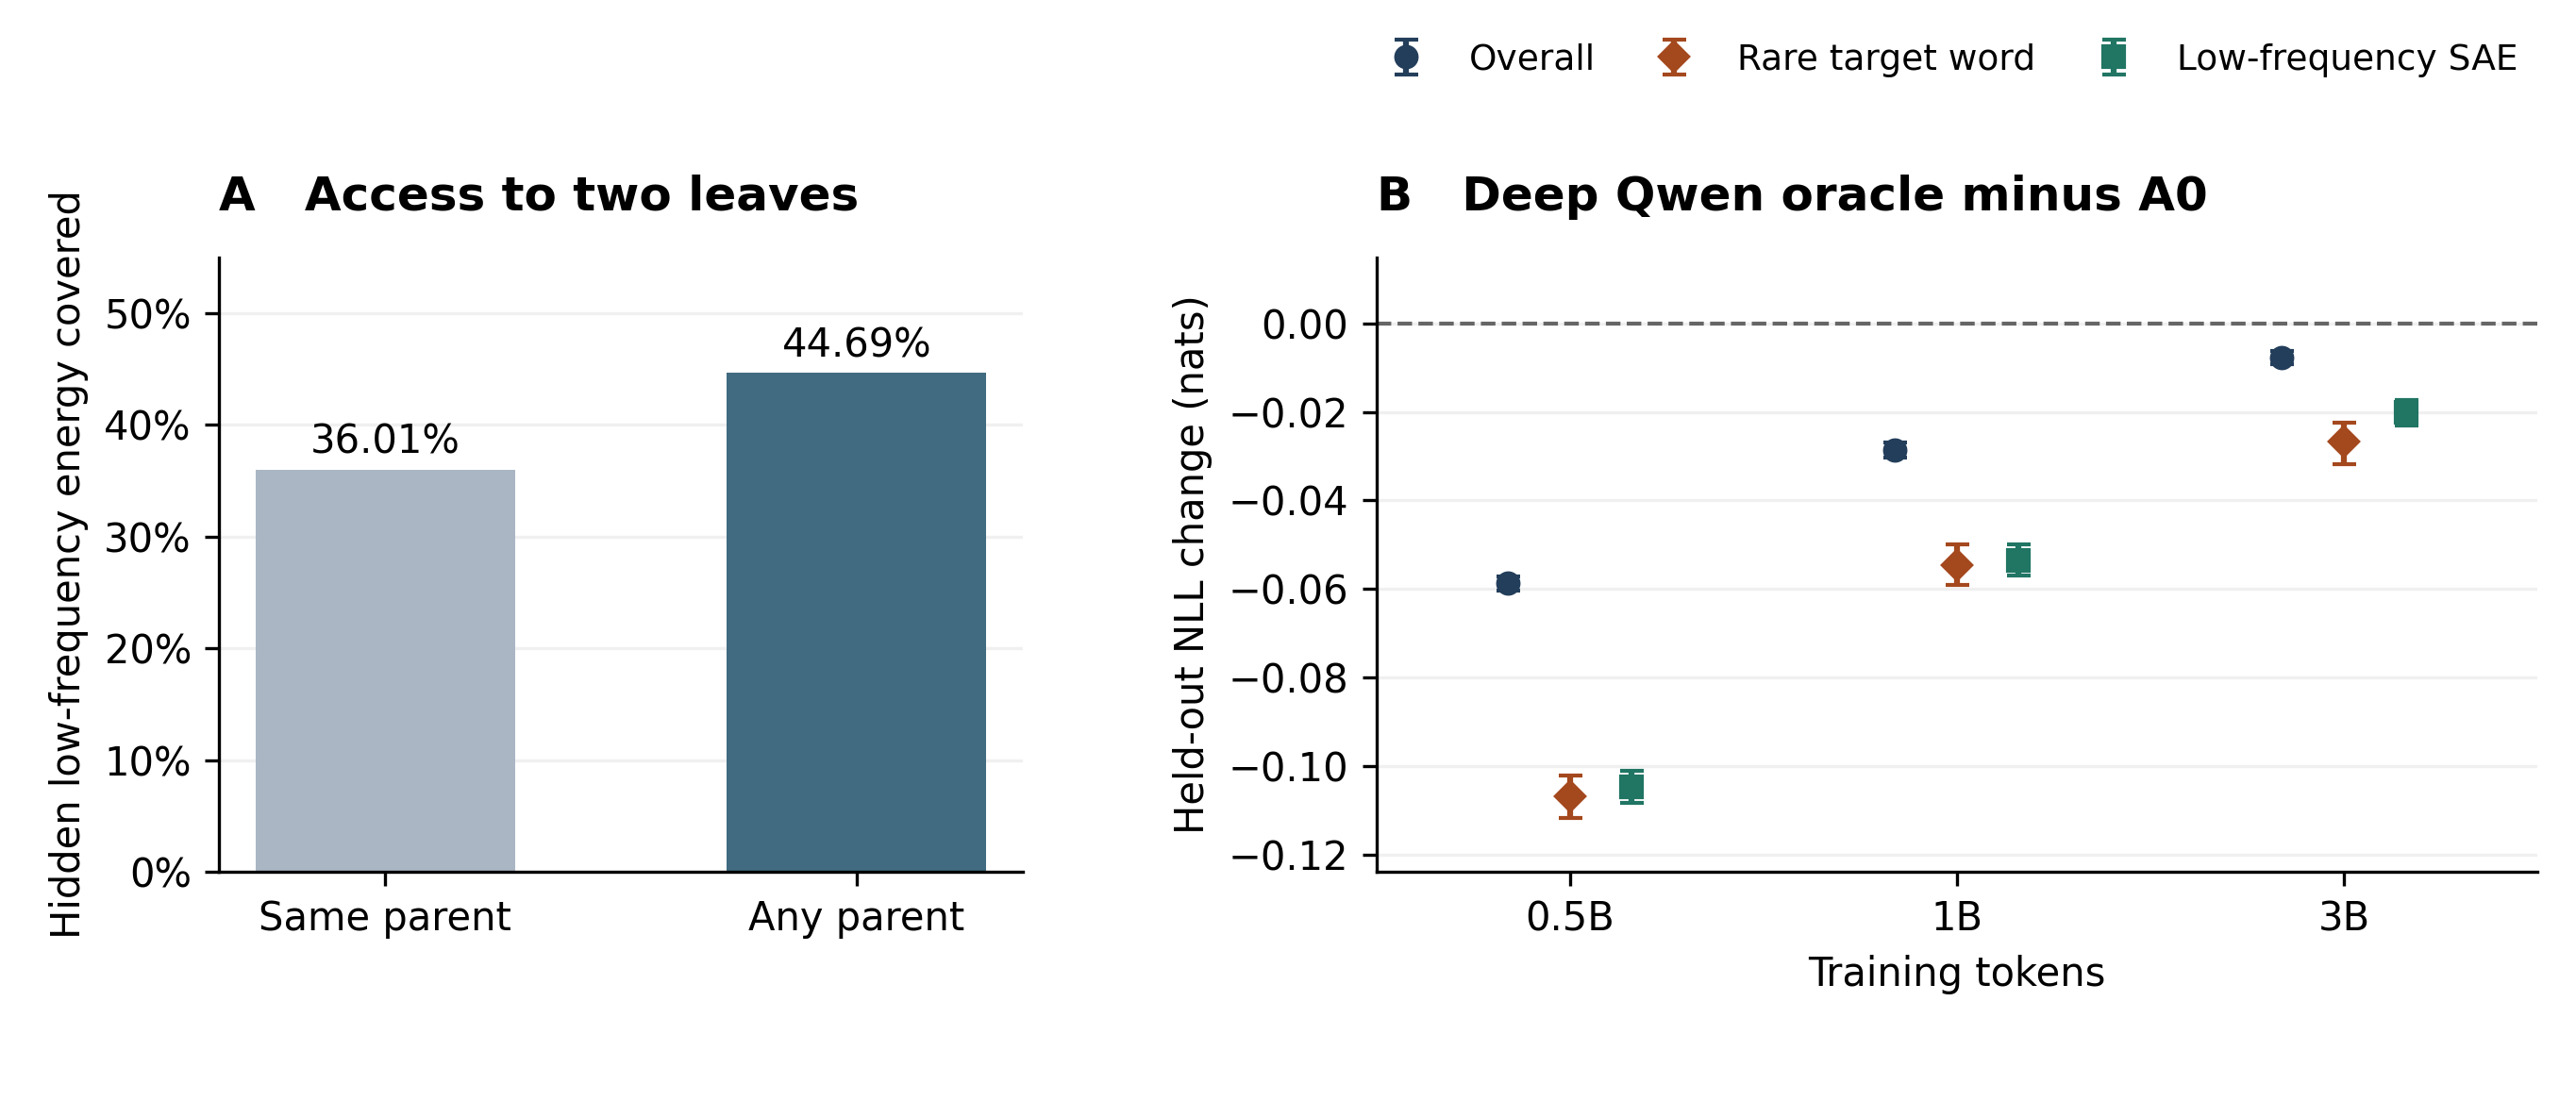 Overall
Rare target word
Low-frequency SAE
A Access to two leaves
Hidden low-frequency energy covered
50%
40%
30%
20%
10%
0%
36.01%
44.69%
Same parent
Any parent
B Deep Qwen oracle minus A0
Held-out NLL change (nats)
0.00
−0.02
−0.04
−0.06
−0.08
−0.10
−0.12
0.5B
1B
3B
Training tokens